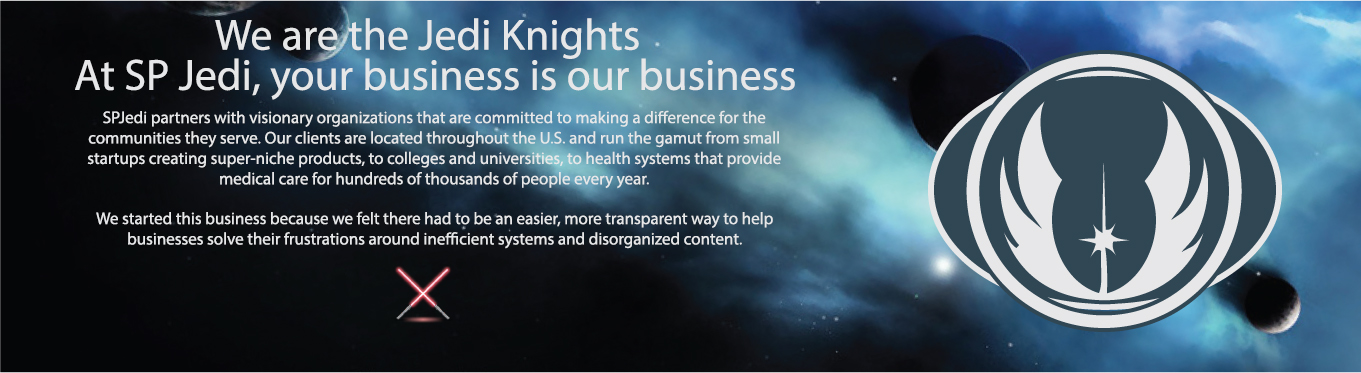 We are the Jedi Knights
At SP Jedi, your business is our business
SPJedi partners with visionary organizations that are committed to making a difference for the
communities they serve. Our clients are located throughout the U.S. and run the gamut from small
startups creating super-niche products, to colleges and universities, to health systems that provide
medical care for hundreds of thousands of people every year.
We started this business because we felt there had to be an easier, more transparent way to help
businesses solve their frustrations around inefficient systems and disorganized content.